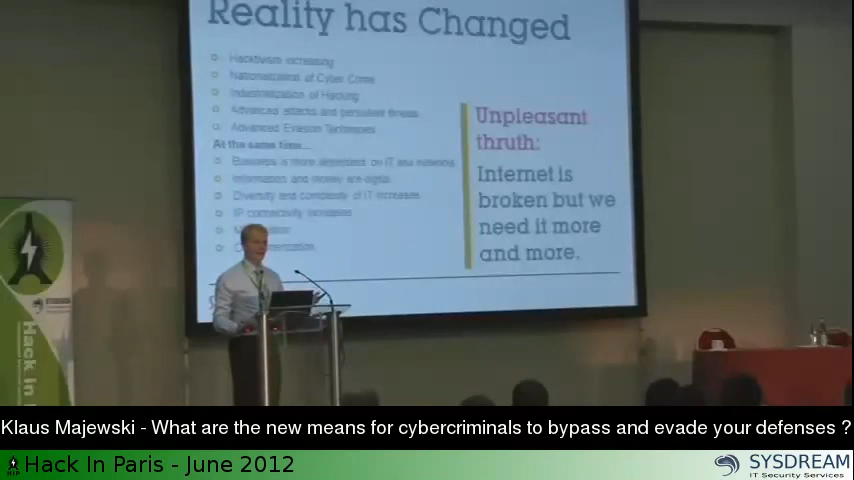 Reality has Changed
Hacktivism increasing
Nationalization of Cyber Crime
Industrialization of Hacking
Advanced attacks and persistent threats
Advanced Evasion Techniques
At the same time...
Business is more dependent on IT and networks
Information and money are digital
Diversity and complexity of IT increases
IP connectivity increases
Unpleasant
thruth:
Internet is
broken but we
need it more
and more.
SYSDREAM
Hack In
Klaus Majewski - What are the new means for cybercriminals to bypass and evade your defenses ?
HIP
Hack In Paris - June 2012
SYSDREAM
IT Security Services